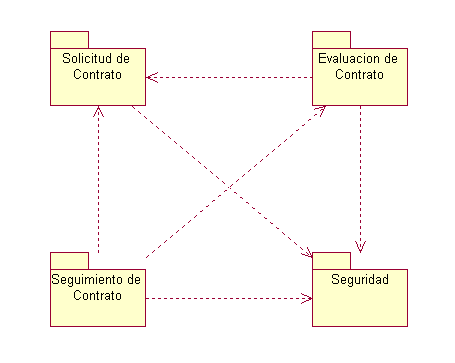 Solicitud de
Contrato
Evaluacion de
Contrato
Seguimiento de
Contrato
Seguridad